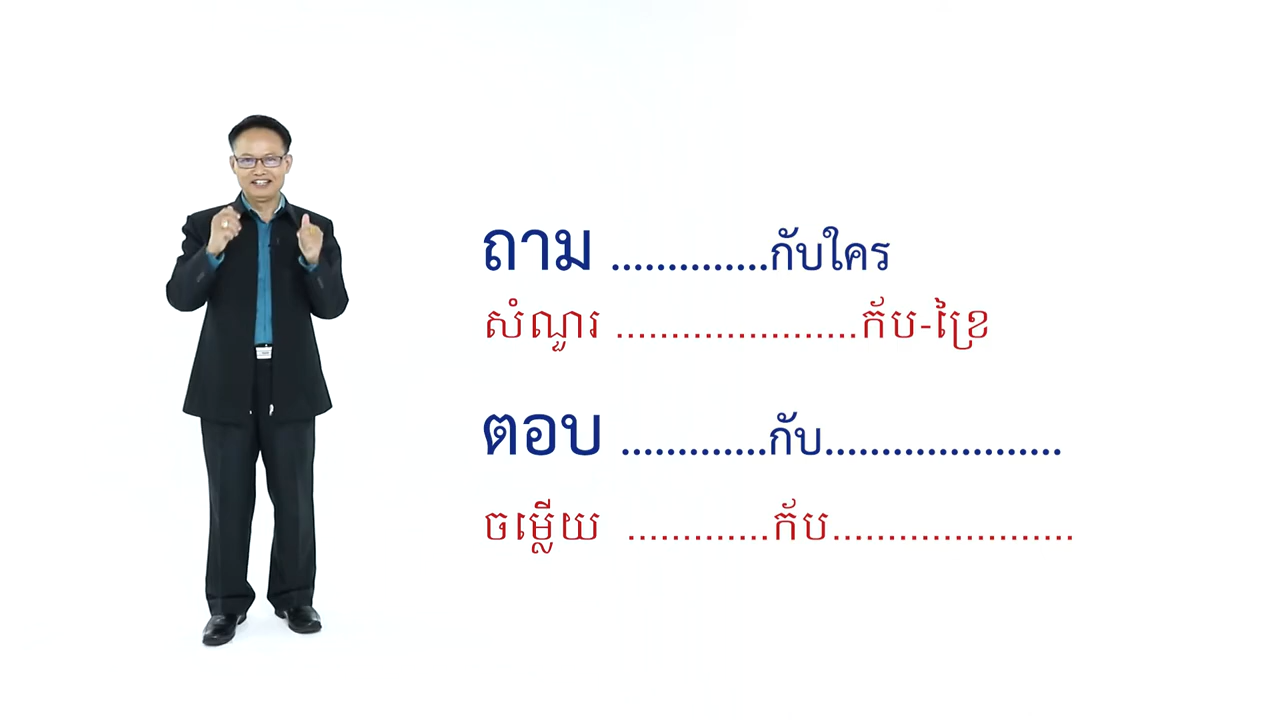 ถาม ..............กับใคร
សំណួរ ......................ក័ប-ខ្រៃ
ตอบ .............กับ.....................
ចម្លើយ .............ក័ប......................